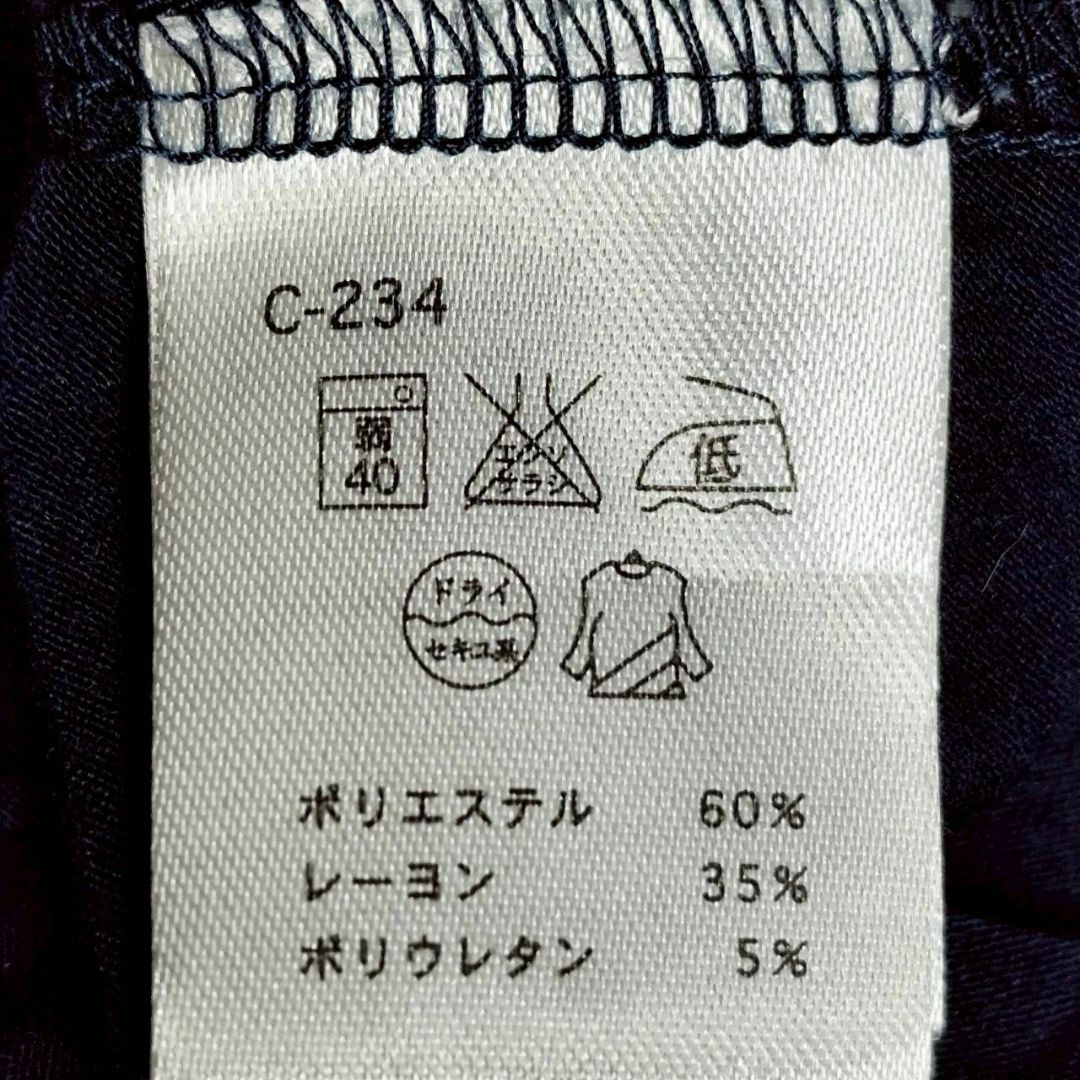 C-234
弱
40
エンソ
サラシ
低
ドライ
セキユ系
ポリエステル 60%
レーヨン 35%
ポリウレタン 5%